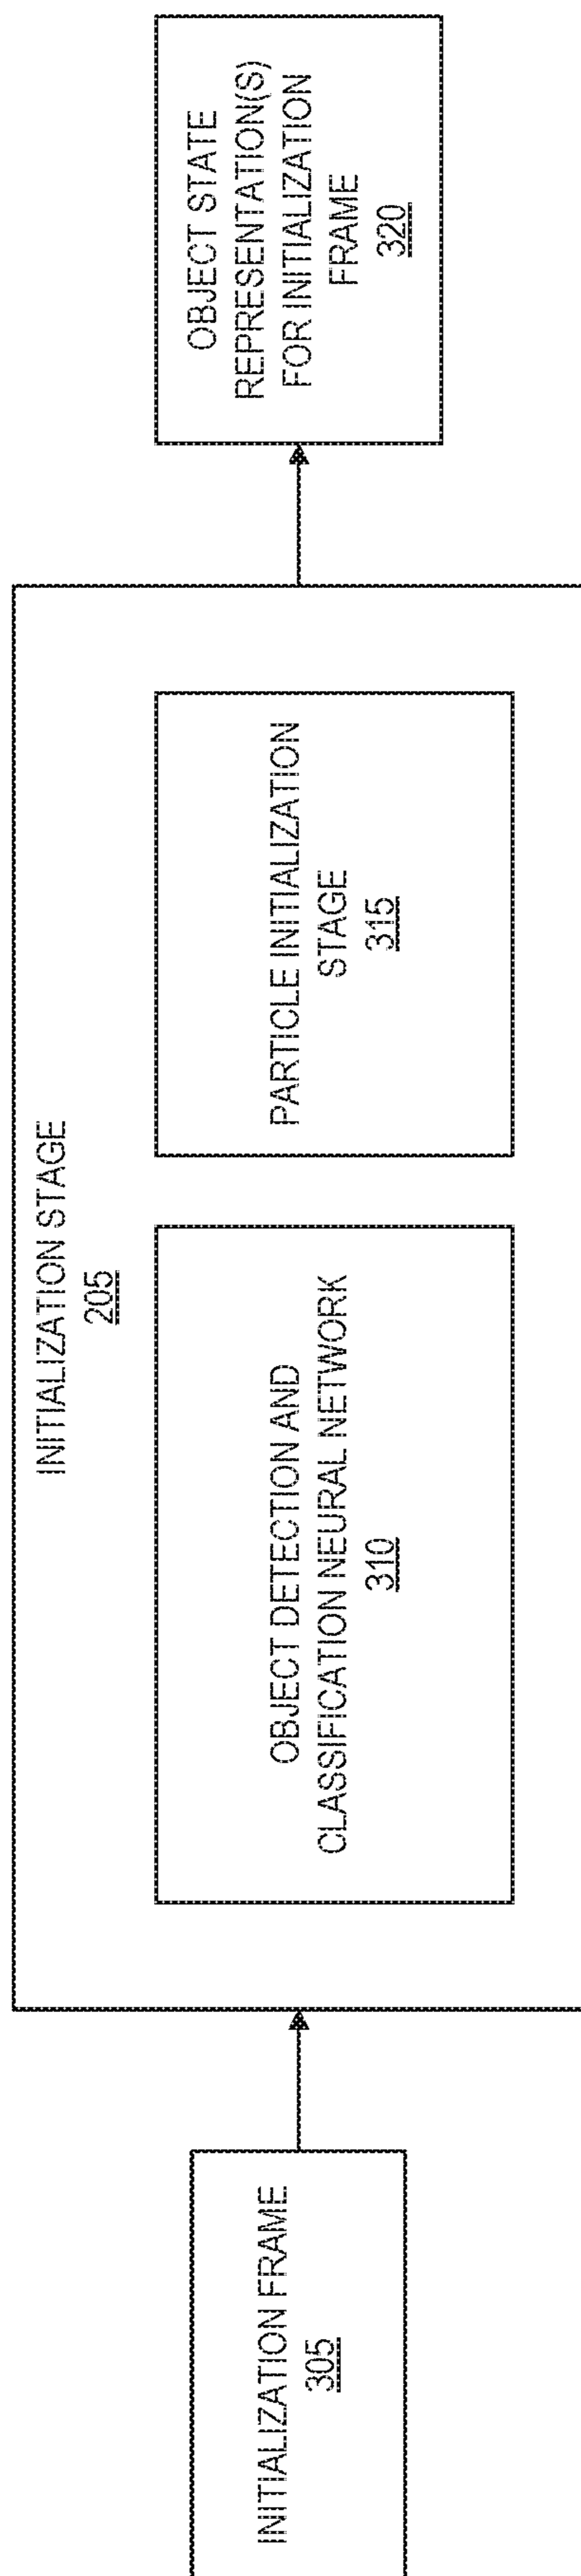 INITIALIZATION FRAME
305
INITIALIZATION STAGE
205
OBJECT DETECTION AND
CLASSIFICATION NEURAL NETWORK
310
PARTICLE INITIALIZATION
STAGE
315
OBJECT STATE
REPRESENTATION(S)
FOR INITIALIZATION
FRAME
320